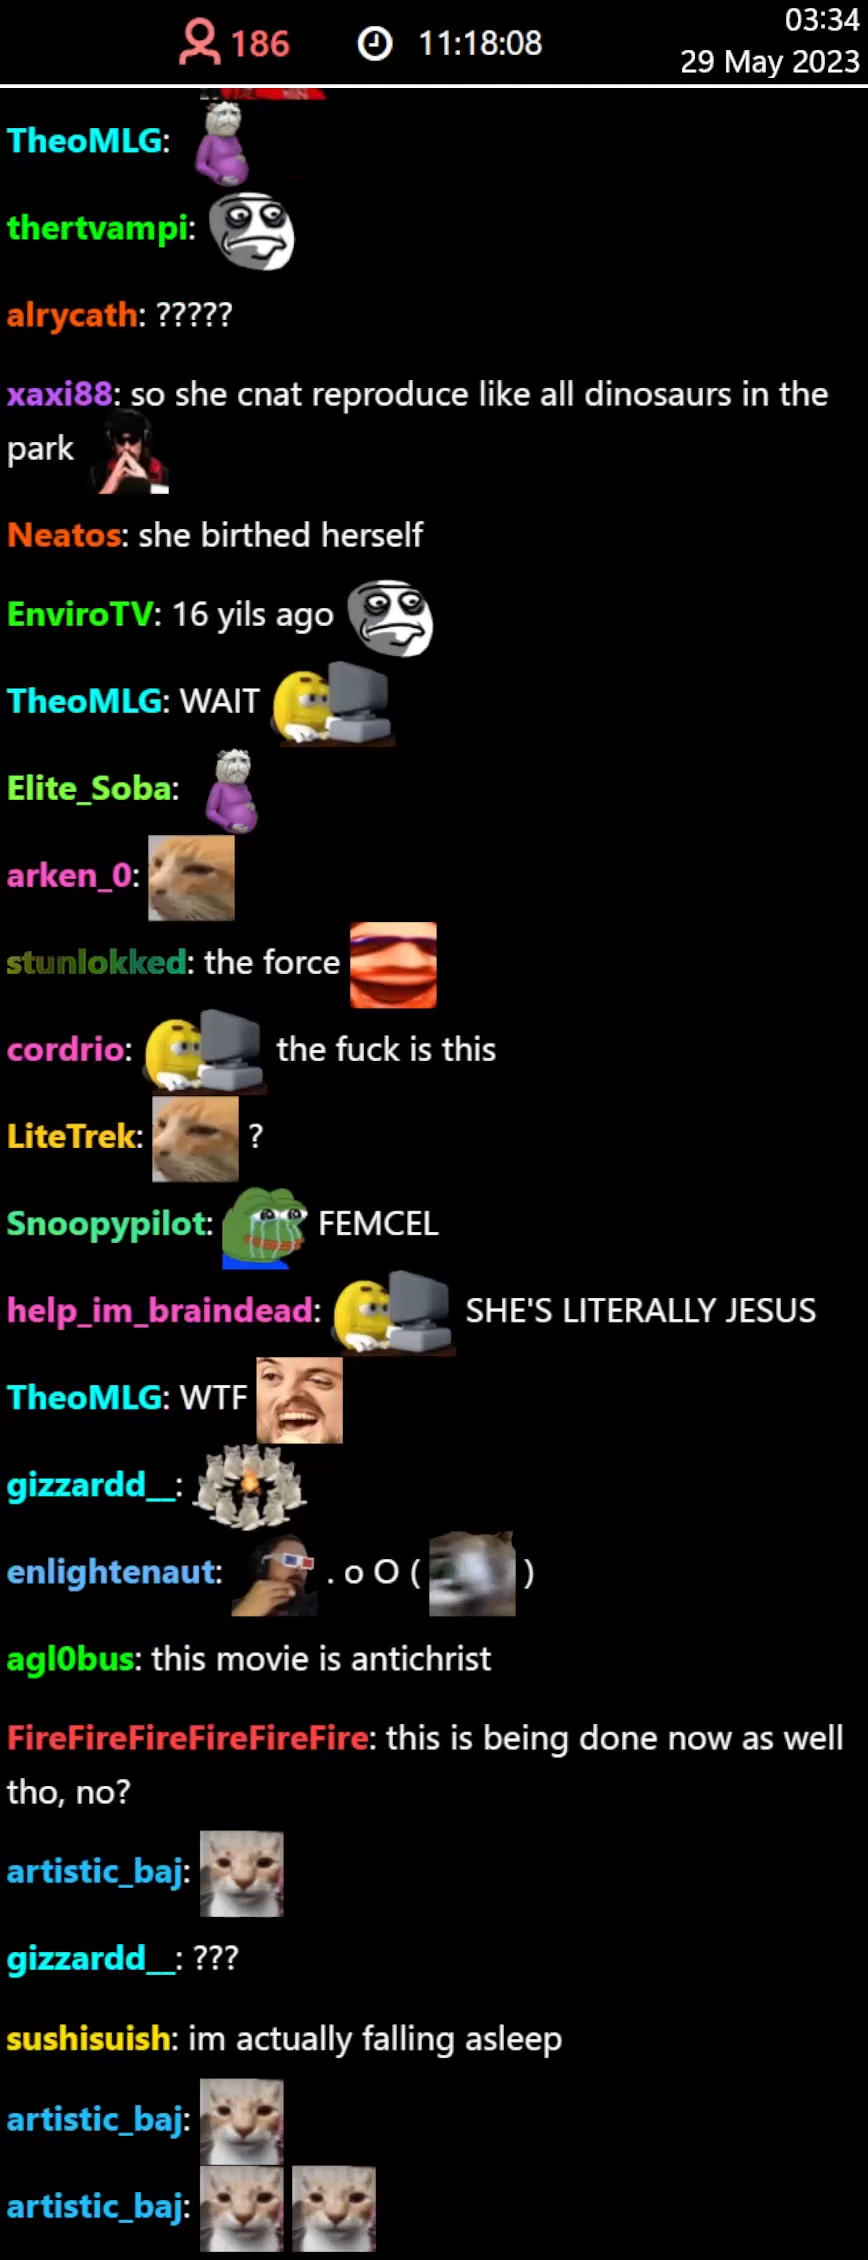 186 11:18:08 03:34
29 May 2023
TheoMLG:
thertvampi:
alrycath: ?????
xaxi88: so she cnat reproduce like all dinosaurs in the
park
Neatos: she birthed herself
EnviroTV: 16 yils ago
TheoMLG: WAIT
Elite_Soba:
arken_0:
stunlokked: the force
cordrio: the fuck is this
LiteTrek: ?
Snoopypilot: FEMCEL
help_im_braindead: SHE'S LITERALLY JESUS
TheoMLG: WTF
gizzardd__:
enlightenaut: . o O ( )
agl0bus: this movie is antichrist
FireFireFireFireFireFire: this is being done now as well
tho, no?
artistic_baj:
gizzardd__: ???
sushisuish: im actually falling asleep
artistic_baj:
artistic_baj: